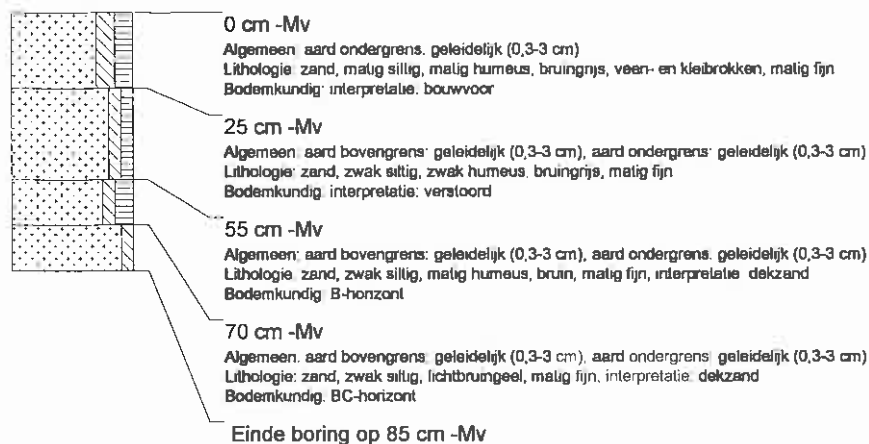 0 cm -Mv
Algemeen: aard ondergrens: geleidelijk (0,3-3 cm)
Lithologie: zand, matig siltig, matig humeus, bruingrijs, veen- en kleibrokken, matig fijn
Bodemkundig: interpretatie: bouwvoor
25 cm -Mv
Algemeen: aard bovengrens: geleidelijk (0,3-3 cm), aard ondergrens: geleidelijk (0,3-3 cm)
Lithologie: zand, zwak siltig, zwak humeus, bruingrijs, matig fijn
Bodemkundig: interpretatie: verstoord
55 cm -Mv
Algemeen: aard bovengrens: geleidelijk (0,3-3 cm), aard ondergrens: geleidelijk (0,3-3 cm)
Lithologie: zand, zwak siltig, matig humeus, bruin, matig fijn, interpretatie: dekzand
Bodemkundig: B-horizont
70 cm -Mv
Algemeen: aard bovengrens: geleidelijk (0,3-3 cm), aard ondergrens: geleidelijk (0,3-3 cm)
Lithologie: zand, zwak siltig, lichtbruingeel, matig fijn, interpretatie: dekzand
Bodemkundig: BC-horizont
Einde boring op 85 cm -Mv